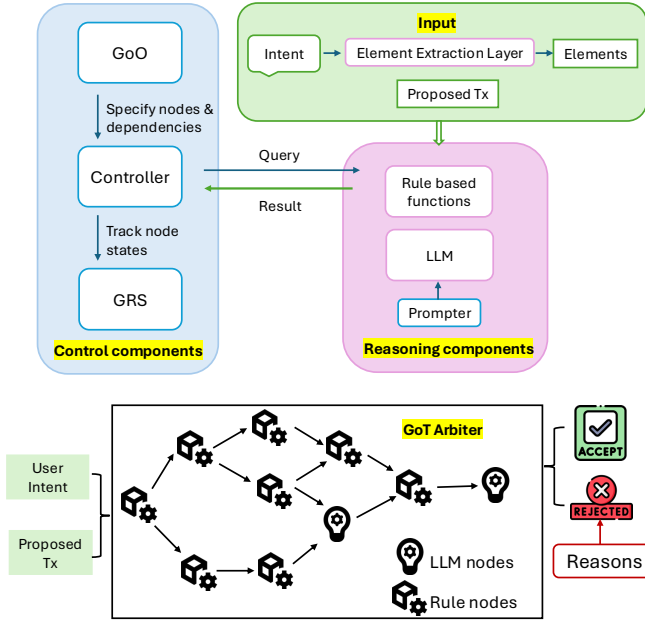 GoO
Specify nodes &
dependencies
Controller
Track node
states
GRS
Control components
Input
Intent
Element Extraction Layer
Elements
Proposed Tx
Query
Result
Rule based
functions
LLM
Prompter
Reasoning components
GoT Arbiter
User
Intent
Proposed
Tx
LLM nodes
Rule nodes
ACCEPT
REJECTED
Reasons